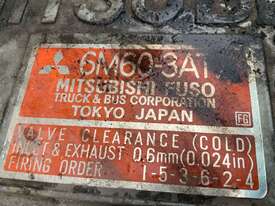 6M60-3AT
MITSUBISHI FUSO
TRUCK & BUS CORPORATION
TOKYO JAPAN
FG
VALVE CLEARANCE (COLD)
INLET & EXHAUST 0.6mm (0.024in)
FIRING ORDER 1-5-3-6-2-4